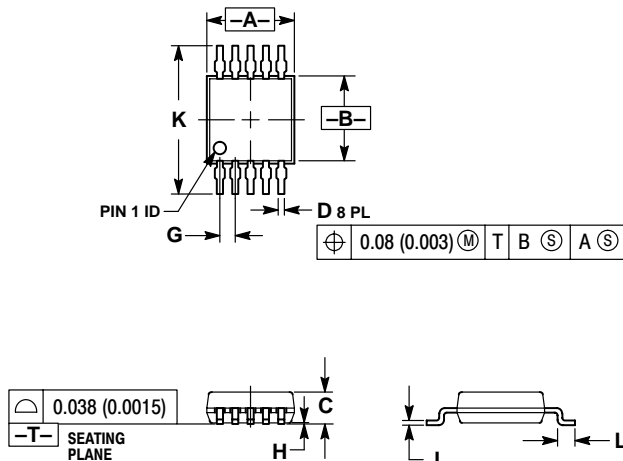 –A–
K
–B–
PIN 1 ID
D 8 PL
G
0.08 (0.003) Ⓜ T B Ⓢ A Ⓢ
0.038 (0.0015)
C
–T– SEATING
PLANE
H
L